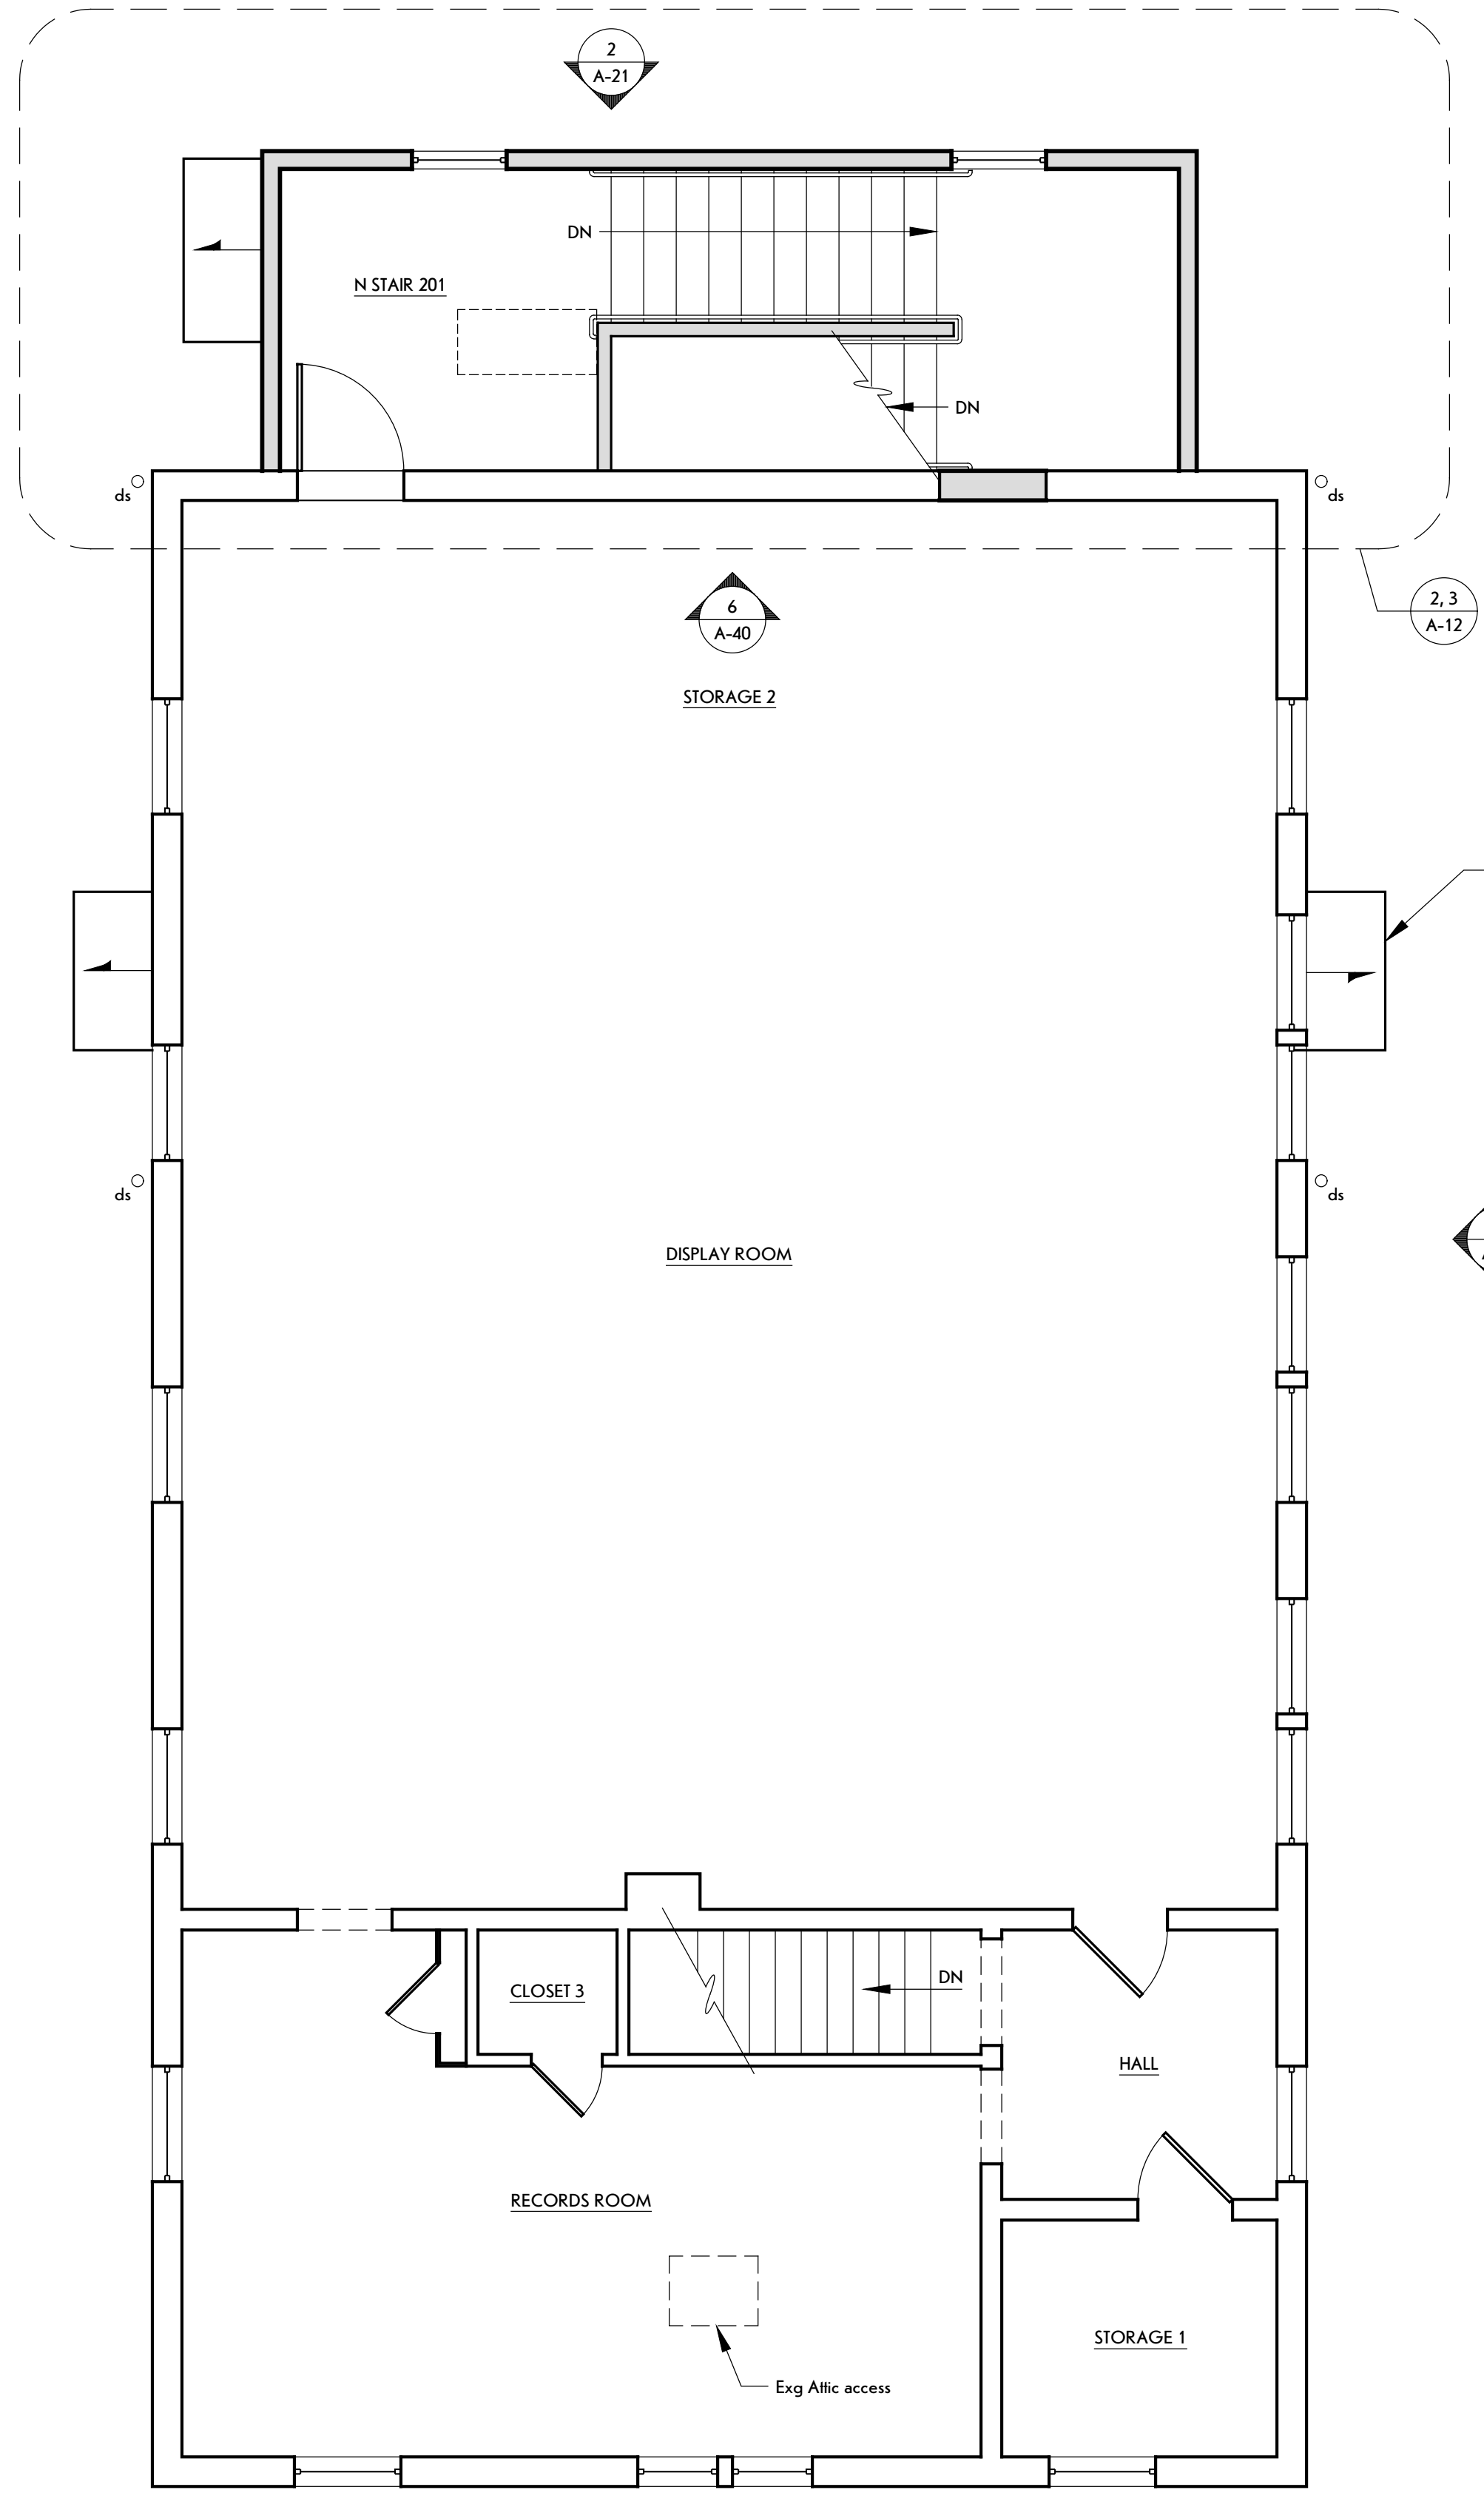 2
A-21
DN
N STAIR 201
DN
ds
ds
2, 3
A-12
6
A-40
STORAGE 2
ds
ds
DISPLAY ROOM
DN
CLOSET 3
HALL
RECORDS ROOM
STORAGE 1
Exg Attic access